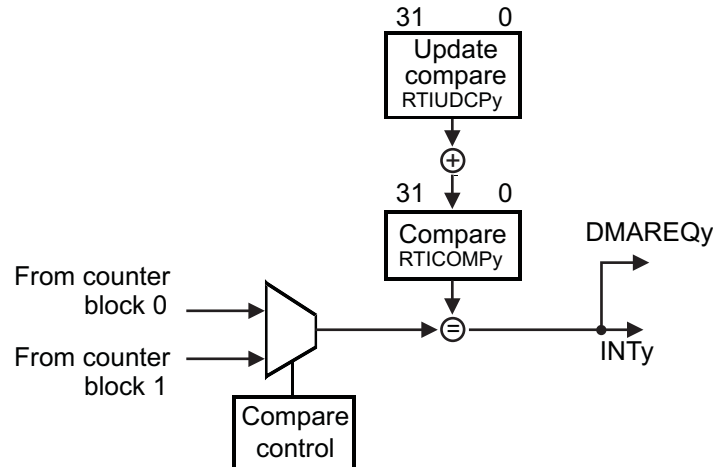 31 0
Update
compare
RTIUDCPy
+
31 0
Compare
RTICOMPy
DMAREQy
From counter
block 0
=
INTy
From counter
block 1
Compare
control